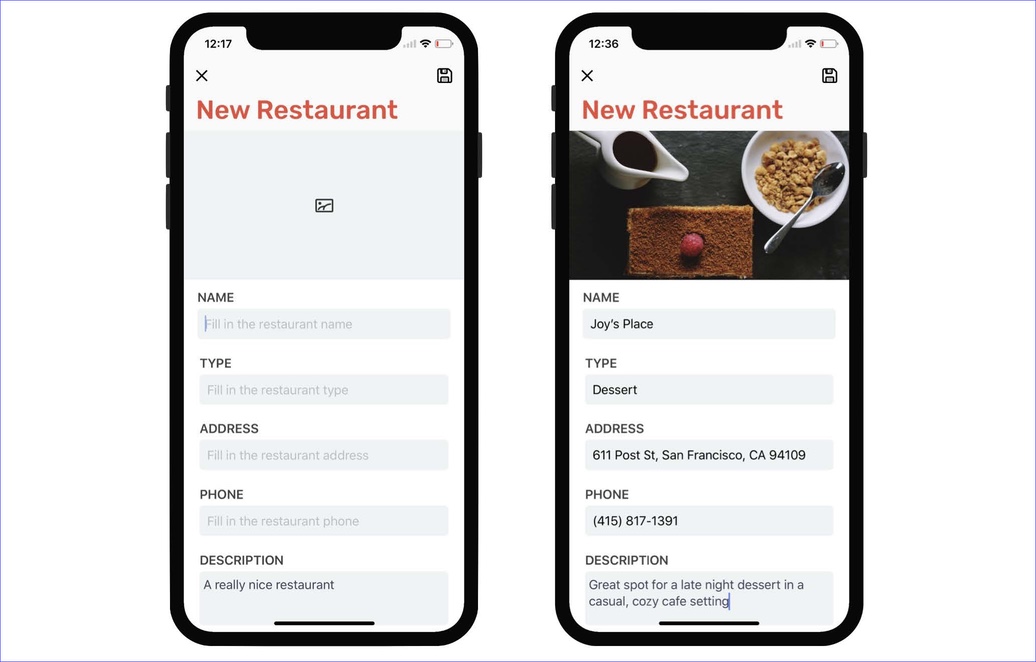 12:17
New Restaurant
NAME
Fill in the restaurant name
TYPE
Fill in the restaurant type
ADDRESS
Fill in the restaurant address
PHONE
Fill in the restaurant phone
DESCRIPTION
A really nice restaurant
12:36
New Restaurant
NAME
Joy's Place
TYPE
Dessert
ADDRESS
611 Post St, San Francisco, CA 94109
PHONE
(415) 817-1391
DESCRIPTION
Great spot for a late night dessert in a
casual, cozy cafe setting